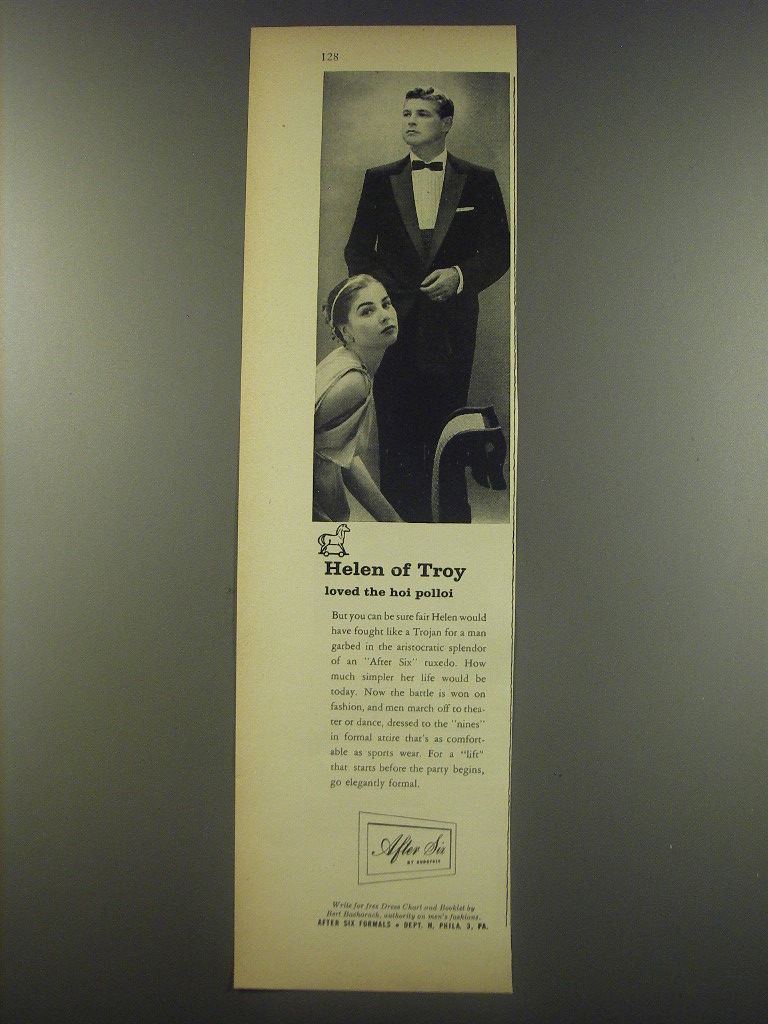 128
Helen of Troy
loved the hoi polloi
But you can be sure fair Helen would
have fought like a Trojan for a man
garbed in the aristocratic splendor
of an "After Six" tuxedo. How
much simpler her life would be
today. Now the battle is won on
fashion, and men march off to thea-
ter or dance, dressed to the "nines"
in formal attire that's as comfort-
able as sports wear. For a "lift"
that starts before the party begins,
go elegantly formal.
After Six
BY RUDOFKER
Write for free Dress Chart and Booklet by
Bert Bacharach, authority on men's fashions.
AFTER SIX FORMALS • DEPT. N, PHILA. 3, PA.